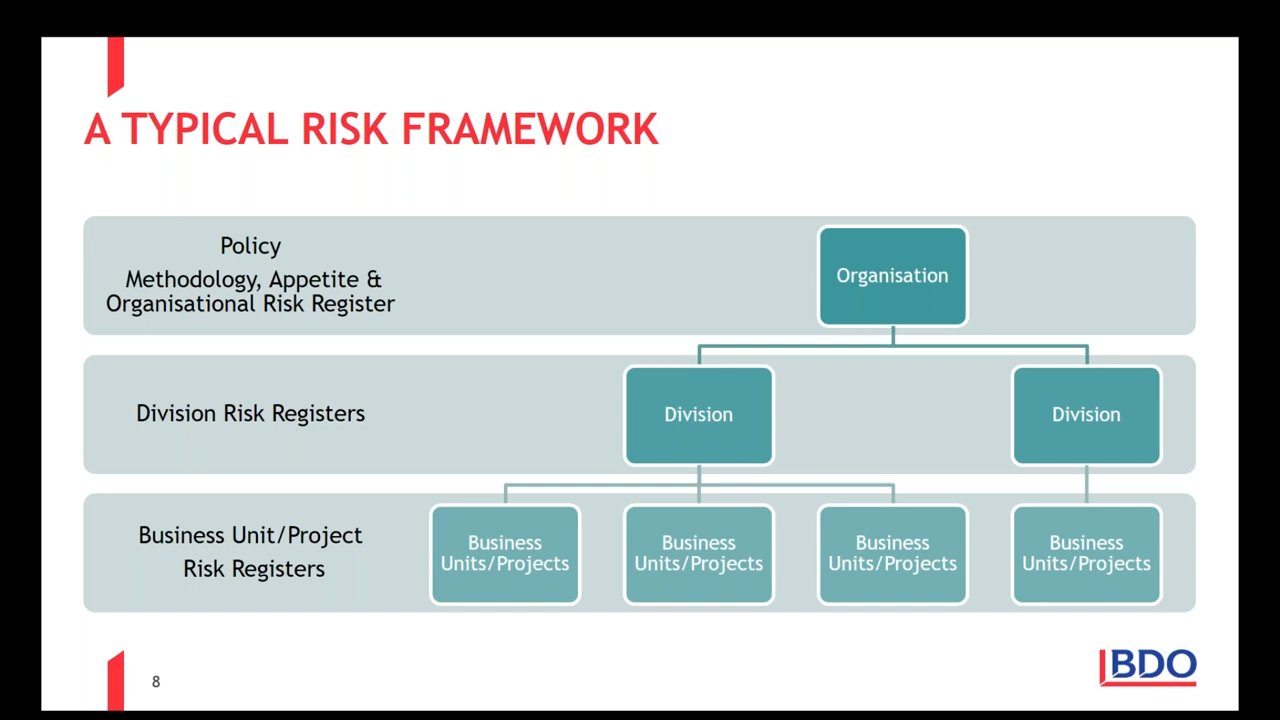 A TYPICAL RISK FRAMEWORK
Policy
Methodology, Appetite &
Organisational Risk Register
Organisation
Division Risk Registers
Division
Division
Business Unit/Project
Risk Registers
Business
Units/Projects
Business
Units/Projects
Business
Units/Projects
Business
Units/Projects
8
BDO